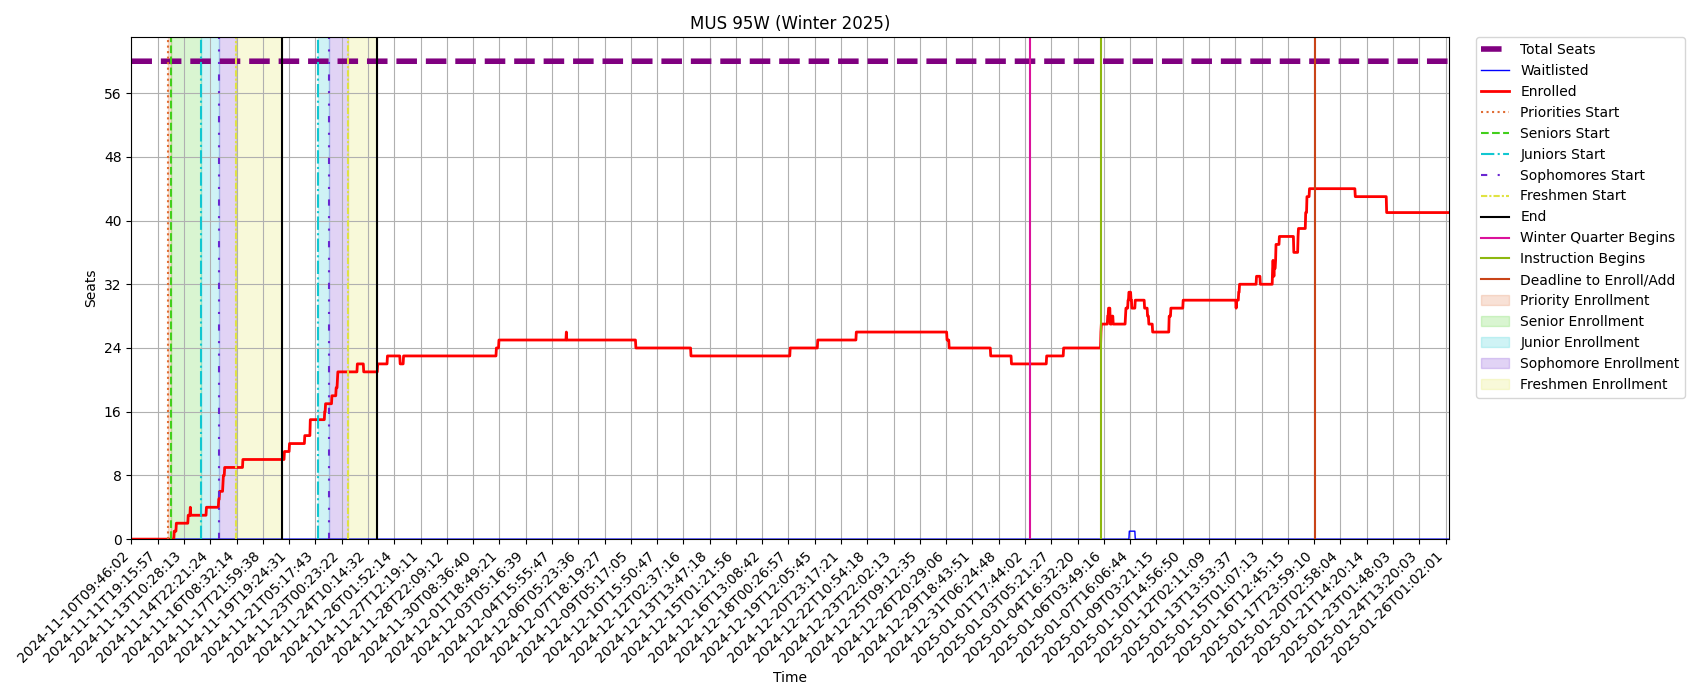 MUS 95W (Winter 2025)
Seats
56
48
40
32
24
16
8
0
2024-11-10T09:46:02
2024-11-11T19:15:57
2024-11-13T10:28:13
2024-11-14T22:21:24
2024-11-16T08:32:14
2024-11-17T21:59:38
2024-11-19T19:24:31
2024-11-21T05:17:43
2024-11-23T00:23:22
2024-11-24T10:14:32
2024-11-26T01:52:14
2024-11-27T12:19:11
2024-11-28T22:09:12
2024-11-30T08:36:40
2024-12-01T18:49:21
2024-12-03T05:16:39
2024-12-04T15:55:47
2024-12-06T05:23:36
2024-12-07T18:19:27
2024-12-09T05:17:05
2024-12-10T15:50:47
2024-12-12T02:37:16
2024-12-13T13:47:18
2024-12-15T01:21:56
2024-12-16T13:08:42
2024-12-18T00:26:57
2024-12-19T12:05:45
2024-12-20T23:17:21
2024-12-22T10:54:18
2024-12-23T22:02:13
2024-12-25T09:12:35
2024-12-26T20:29:06
2024-12-29T18:43:51
2024-12-31T06:24:48
2025-01-01T17:44:02
2025-01-03T05:21:27
2025-01-04T16:32:20
2025-01-06T03:49:16
2025-01-07T16:06:44
2025-01-09T03:21:15
2025-01-10T14:56:50
2025-01-12T02:11:09
2025-01-13T13:53:37
2025-01-15T01:07:13
2025-01-16T12:45:15
2025-01-17T23:59:10
2025-01-20T02:58:04
2025-01-21T14:20:14
2025-01-23T01:48:03
2025-01-24T13:20:03
2025-01-26T01:02:01
Time
Total Seats
Waitlisted
Enrolled
Priorities Start
Seniors Start
Juniors Start
Sophomores Start
Freshmen Start
End
Winter Quarter Begins
Instruction Begins
Deadline to Enroll/Add
Priority Enrollment
Senior Enrollment
Junior Enrollment
Sophomore Enrollment
Freshmen Enrollment